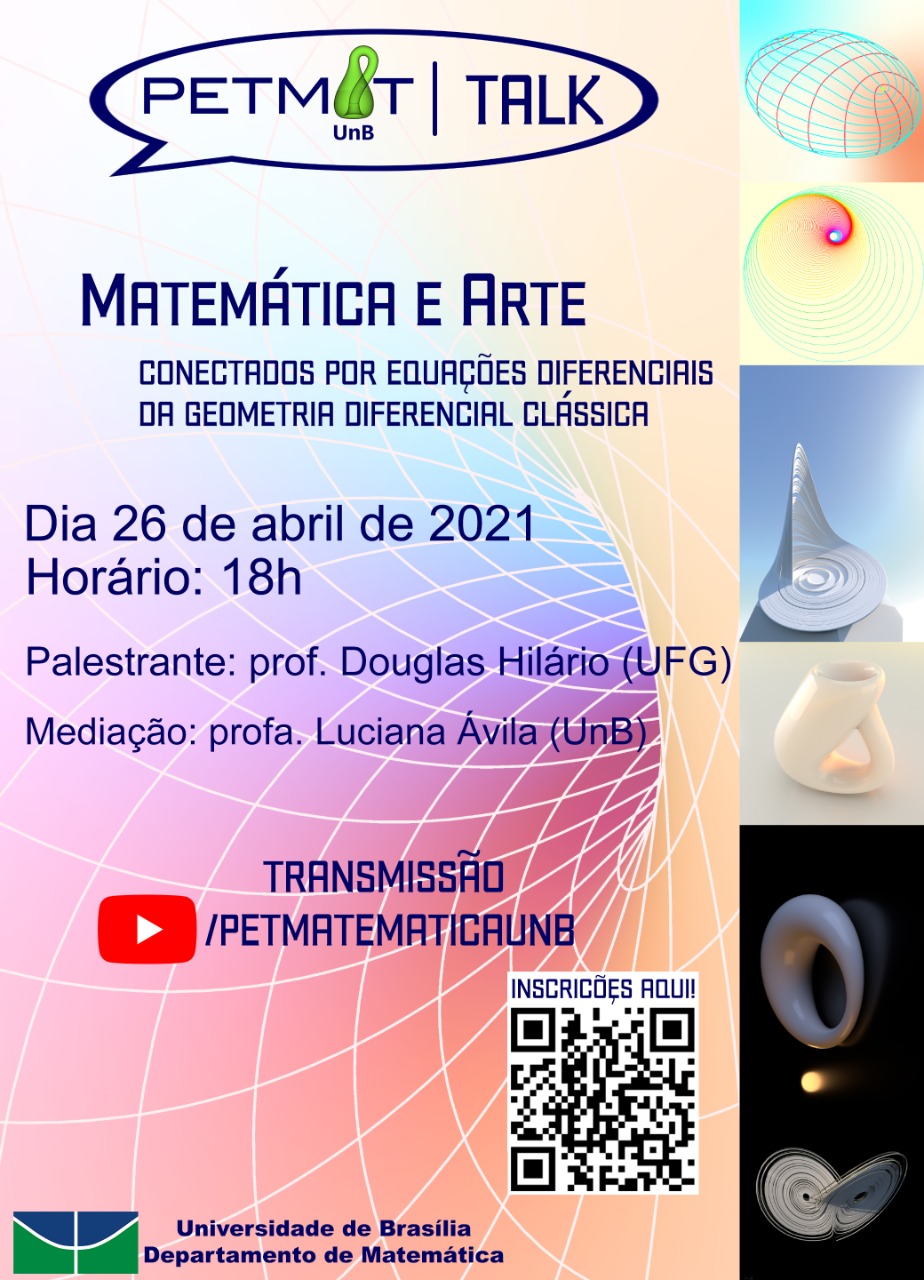 PETMAT | TALK
UnB
MATEMÁTICA E ARTE
CONECTADOS POR EQUAÇÕES DIFERENCIAIS
DA GEOMETRIA DIFERENCIAL CLÁSSICA
Dia 26 de abril de 2021
Horário: 18h
Palestrante: prof. Douglas Hilário (UFG)
Mediação: profa. Luciana Ávila (UnB)
TRANSMISSÃO
/PETMATEMATICAUNB
INSCRIÇÕES AQUI!
Universidade de Brasília
Departamento de Matemática